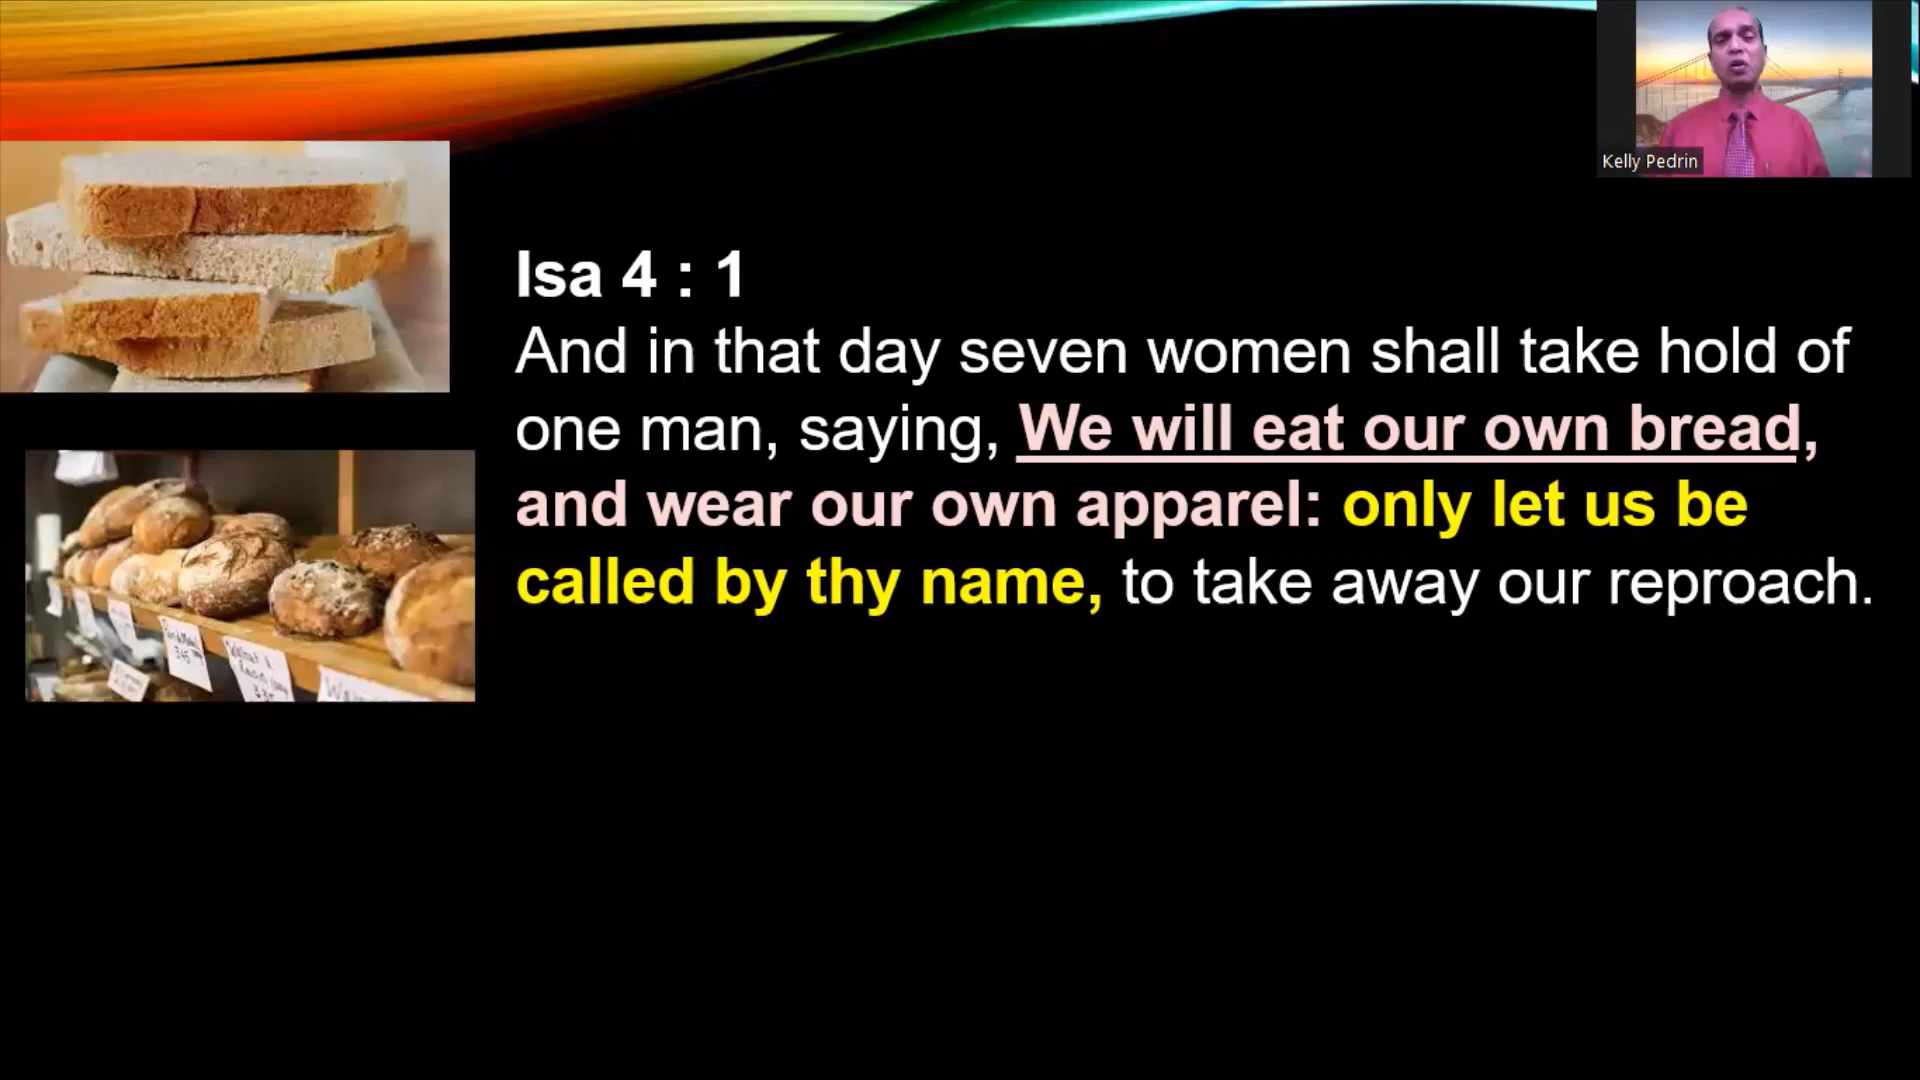 Kelly Pedrin
Isa 4 : 1
And in that day seven women shall take hold of
one man, saying, We will eat our own bread,
and wear our own apparel: only let us be
called by thy name, to take away our reproach.